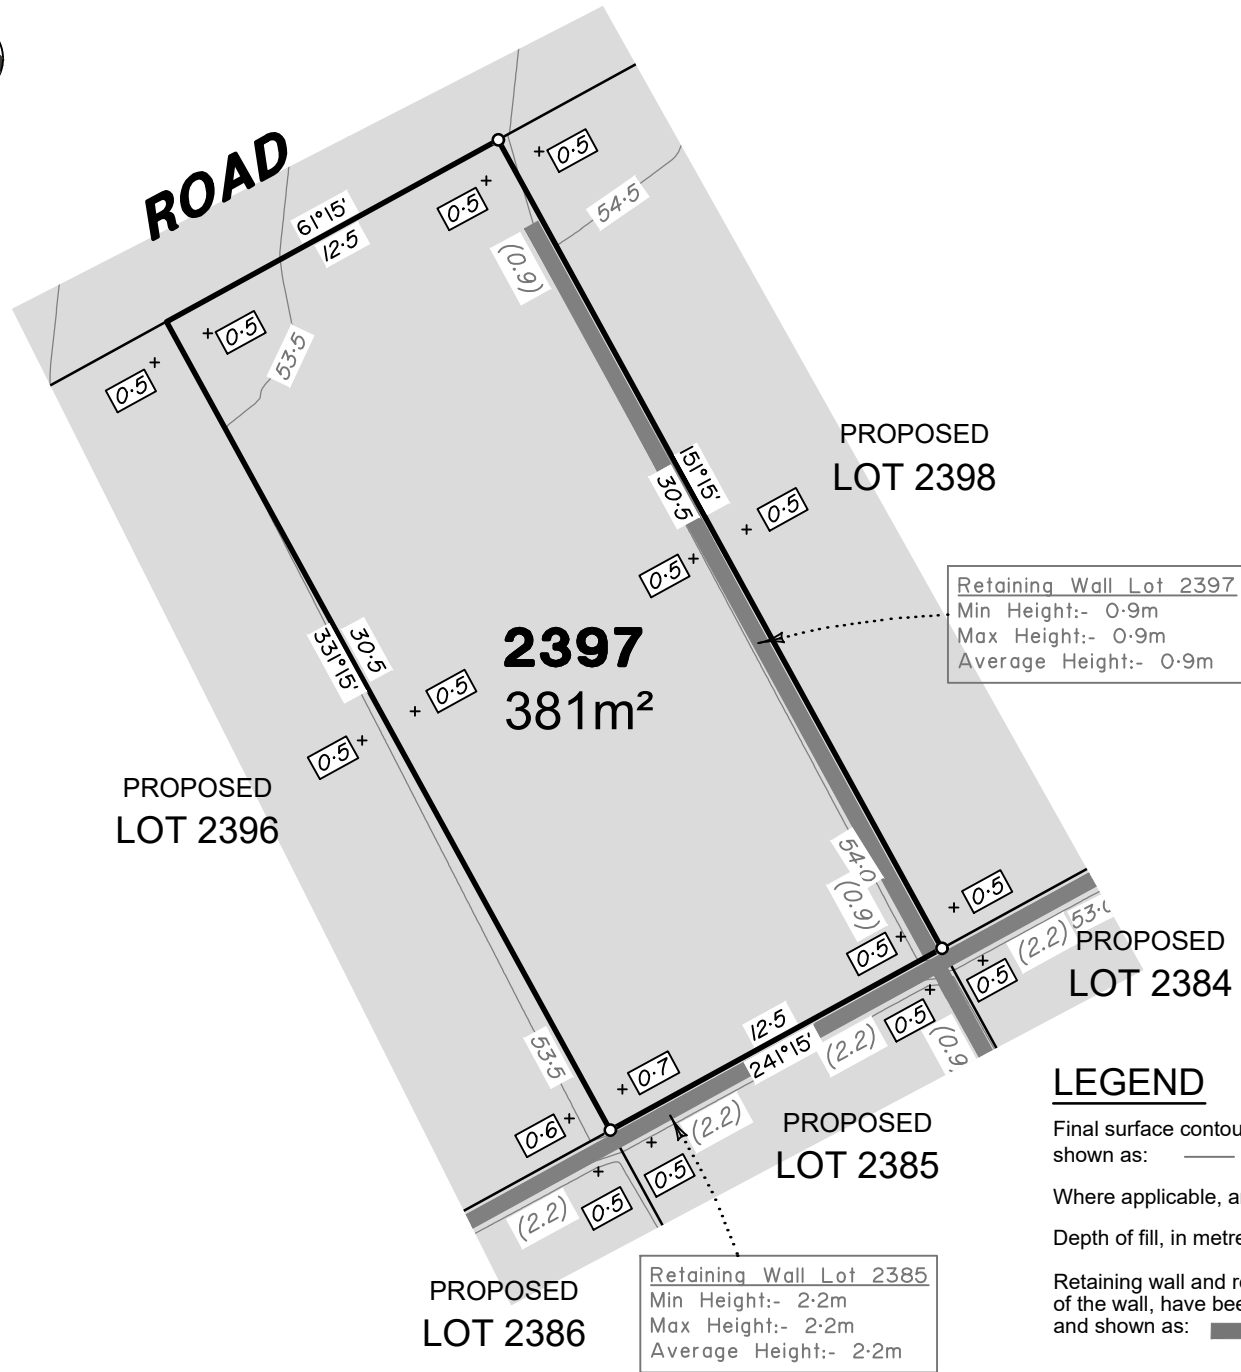 ROAD
61°15'
12·5
0·5
0·5
0·5
0·5
54·5
(0.9)
53·5
PROPOSED
LOT 2398
151°15'
30·5
0·5
0·5
Retaining Wall Lot 2397
Min Height:- 0·9m
Max Height:- 0·9m
Average Height:- 0·9m
2397
381m²
30·5
331°15'
0·5
0·5
PROPOSED
LOT 2396
54·0
(0.9)
0·5
0·5
(2.2)
PROPOSED
LOT 2384
0·5
0·5
(2.2)
(0.9
12·5
241°15'
53·5
0·7
0·6
(2.2)
PROPOSED
LOT 2385
0·5
0·5
(2.2)
PROPOSED
LOT 2386
Retaining Wall Lot 2385
Min Height:- 2·2m
Max Height:- 2·2m
Average Height:- 2·2m
LEGEND
Final surface
shown as:
Where applicable,
Depth of fill, in
Retaining wall and
of the wall, have
and shown as: